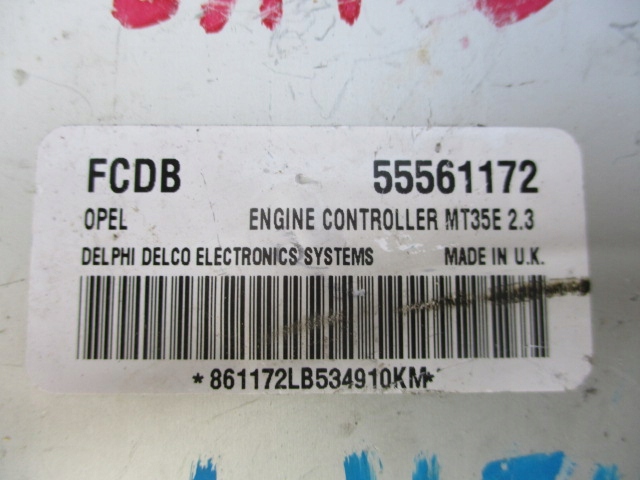 FCDB 55561172
OPEL ENGINE CONTROLLER MT35E 2.3
DELPHI DELCO ELECTRONICS SYSTEMS MADE IN U.K.
*861172LB534910KM*